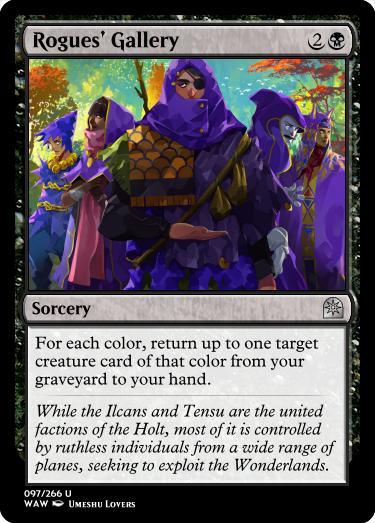 Rogues' Gallery 2
Sorcery
For each color, return up to one target
creature card of that color from your
graveyard to your hand.
While the Ilcans and Tensu are the united
factions of the Holt, most of it is controlled
by ruthless individuals from a wide range of
planes, seeking to exploit the Wonderlands.
097/266 U
WAW Umeshu Lovers